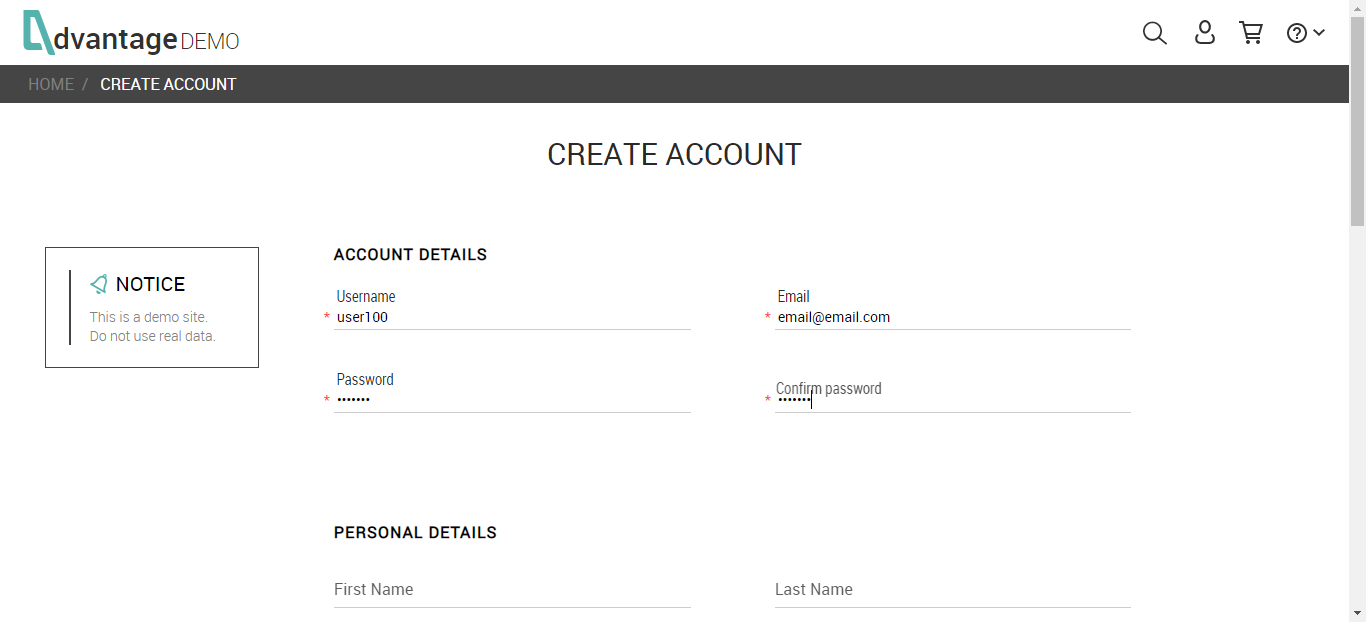 dvantage DEMO
HOME / CREATE ACCOUNT
CREATE ACCOUNT
NOTICE
This is a demo site.
Do not use real data.
ACCOUNT DETAILS
Username
* user100
Email
* email@email.com
Password
* •••••••
Confirm password
* •••••••
PERSONAL DETAILS
First Name
Last Name